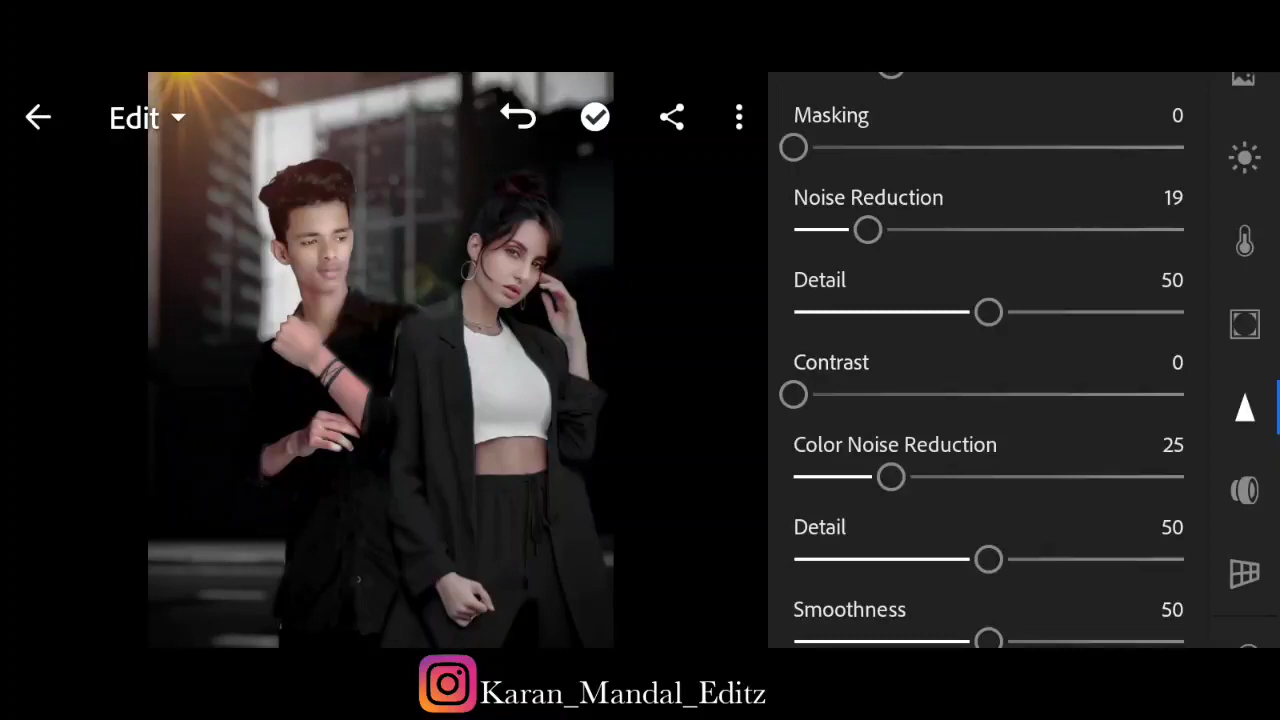 Edit
Masking 0
Noise Reduction 19
Detail 50
Contrast 0
Color Noise Reduction 25
Detail 50
Smoothness 50
Karan_Mandal_Editz